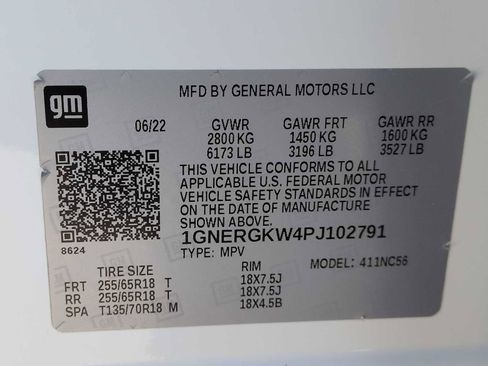 gm
MFD BY GENERAL MOTORS LLC
06/22 GVWR GAWR FRT GAWR RR
2800 KG 1450 KG 1600 KG
6173 LB 3196 LB 3527 LB
THIS VEHICLE CONFORMS TO ALL
APPLICABLE U.S. FEDERAL MOTOR
VEHICLE SAFETY STANDARDS IN EFFECT
ON THE DATE OF MANUFACTURE SHOWN ABOVE.
8624 1GNERGKW4PJ102791
TYPE: MPV MODEL: 411NC56
TIRE SIZE RIM
FRT 255/65R18 T 18X7.5J
RR 255/65R18 T 18X7.5J
SPA T135/70R18 M 18X4.5B